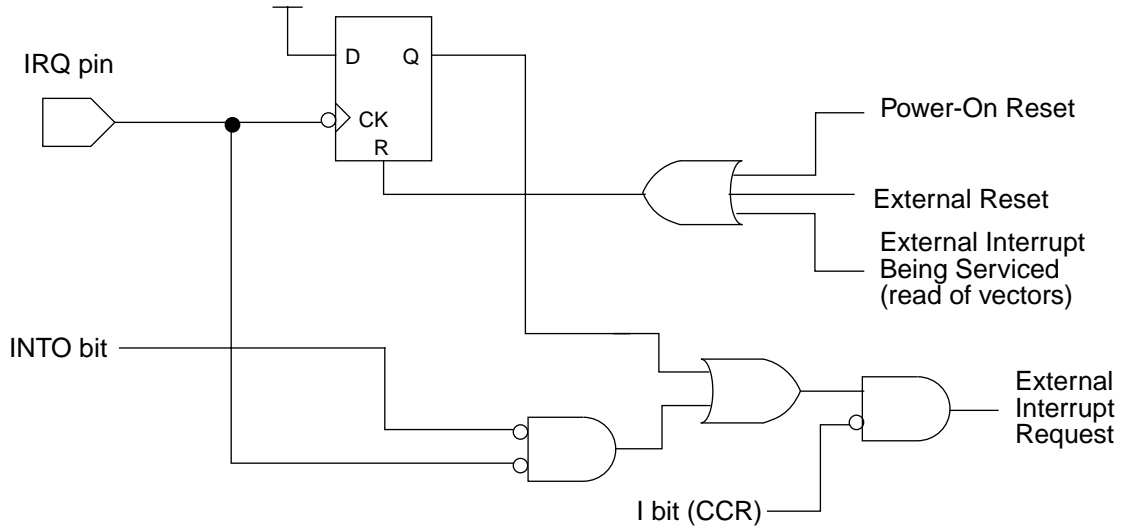 IRQ pin
D
Q
CK
R
Power-On Reset
External Reset
External Interrupt
Being Serviced
(read of vectors)
INTO bit
External
Interrupt
Request
I bit (CCR)